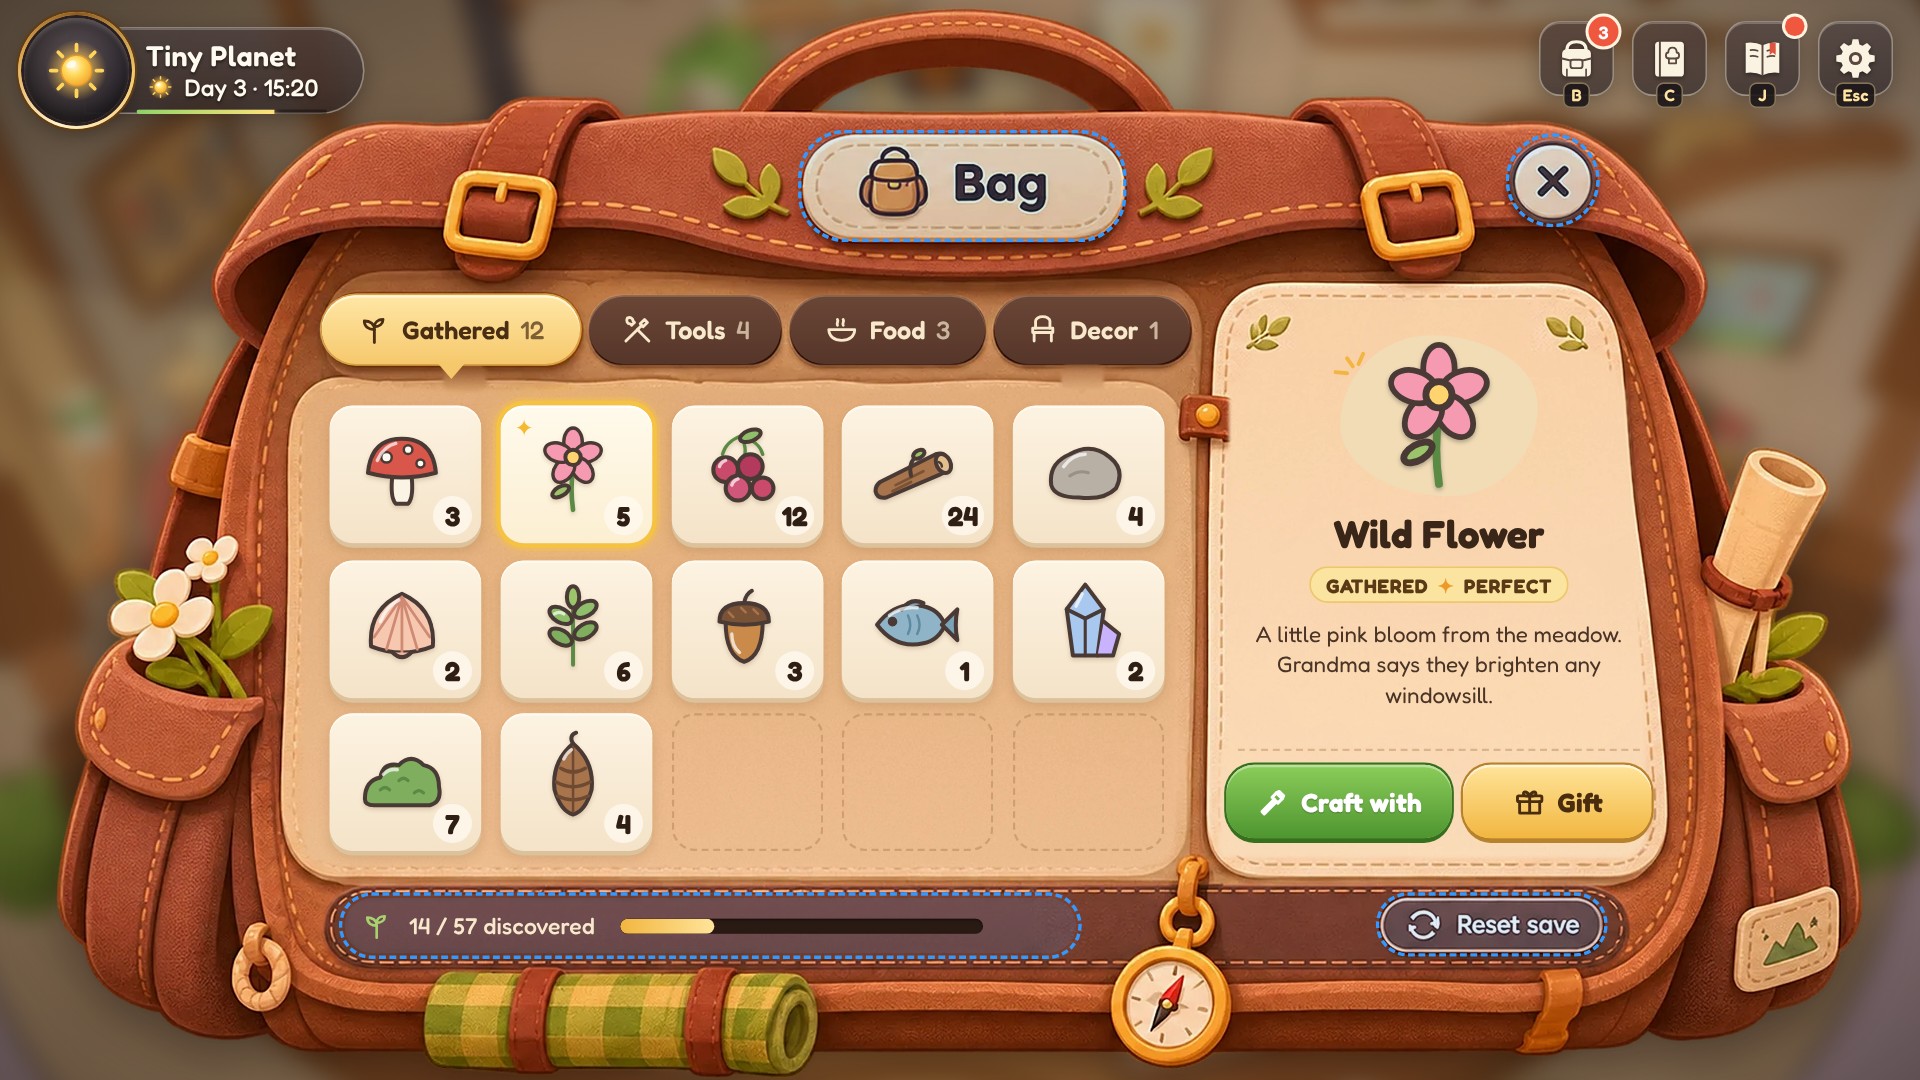 Tiny Planet
Day 3 · 15:20
3
B
C
J
Esc
Bag
Gathered 12
Tools 4
Food 3
Decor 1
3
5
12
24
4
2
6
3
1
2
7
4
Wild Flower
GATHERED ✦ PERFECT
A little pink bloom from the meadow.
Grandma says they brighten any
windowsill.
Craft with
Gift
14 / 57 discovered
Reset save